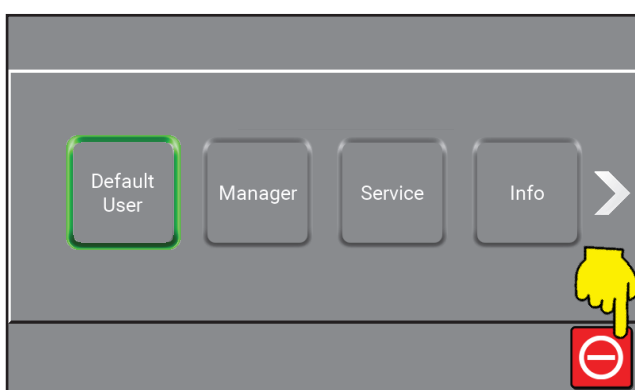 Default
User
Manager
Service
Info